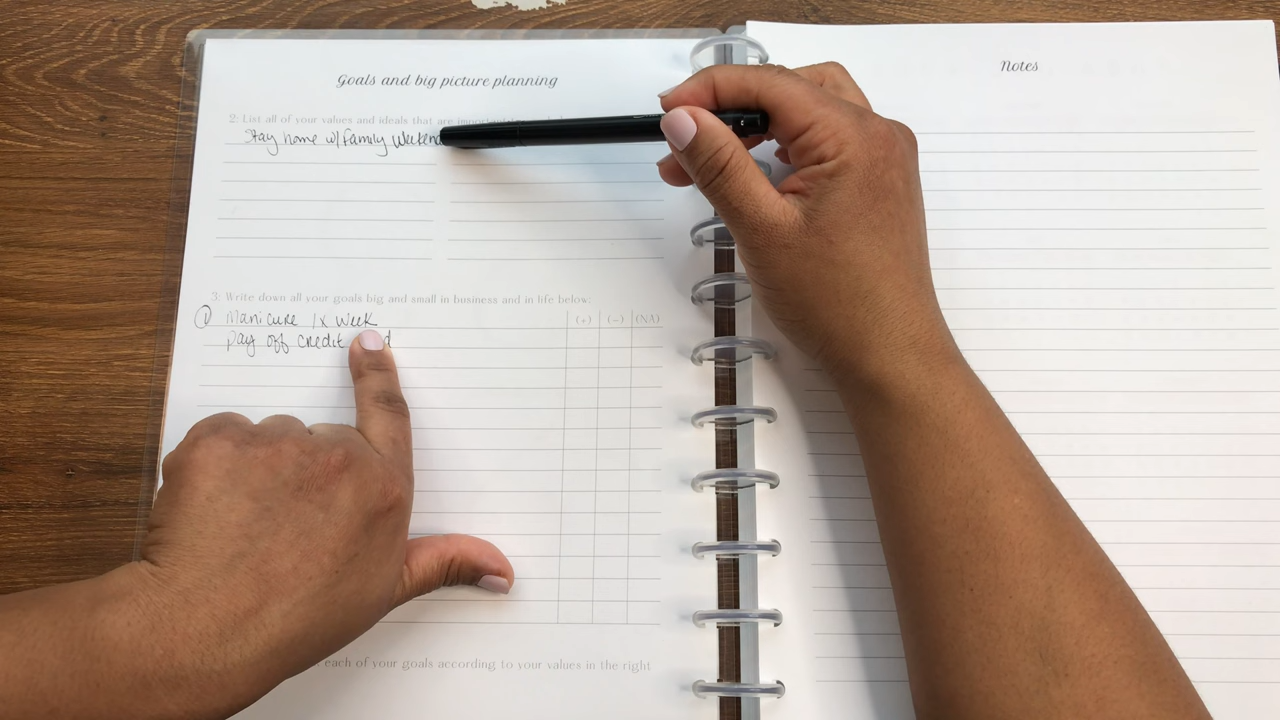 Goals and big picture planning
Notes
2: List all of your values and ideals that are
Stay home w/family Weekend
3: Write down all your goals big and small in business and in life below:
① Manicure 1x week
(+) (-) (NA)
pay off credit
each of your goals according to your values in the right